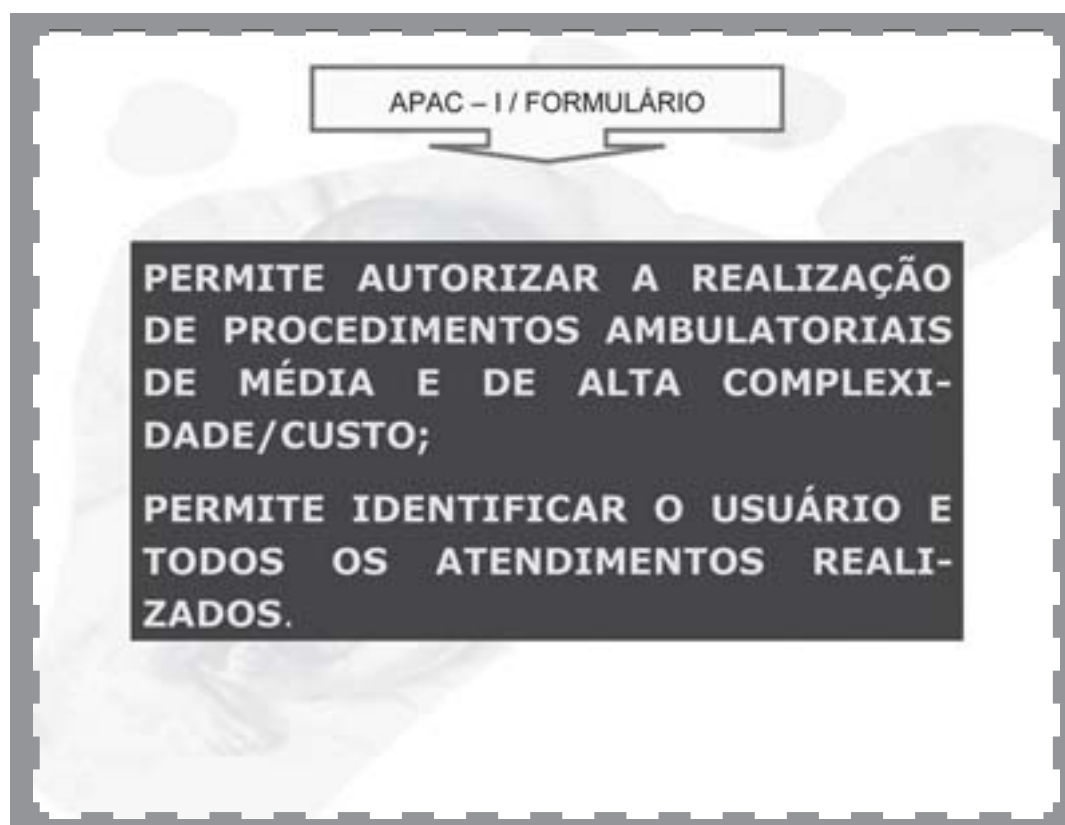 APAC – I / FORMULÁRIO
PERMITE AUTORIZAR A REALIZAÇÃO
DE PROCEDIMENTOS AMBULATORIAIS
DE MÉDIA E DE ALTA COMPLEXI-
DADE/CUSTO;
PERMITE IDENTIFICAR O USUÁRIO E
TODOS OS ATENDIMENTOS REALI-
ZADOS.